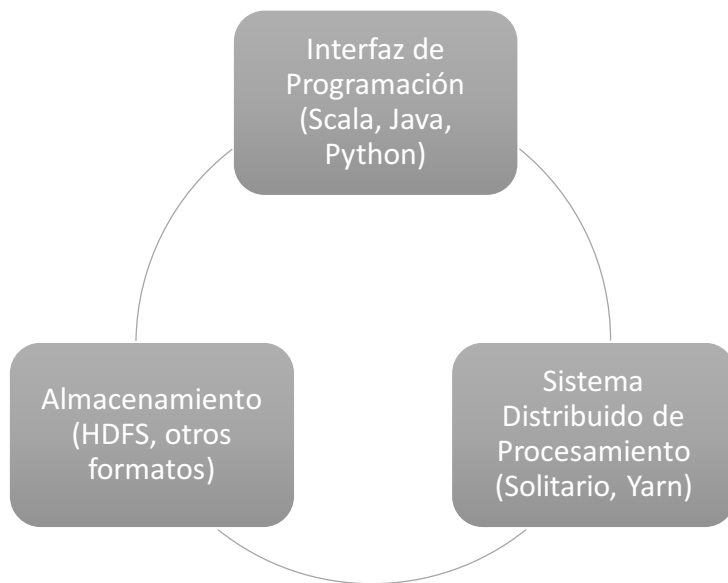 Interfaz de
Programación
(Scala, Java,
Python)
Almacenamiento
(HDFS, otros
formatos)
Sistema
Distribuido de
Procesamiento
(Solitario, Yarn)